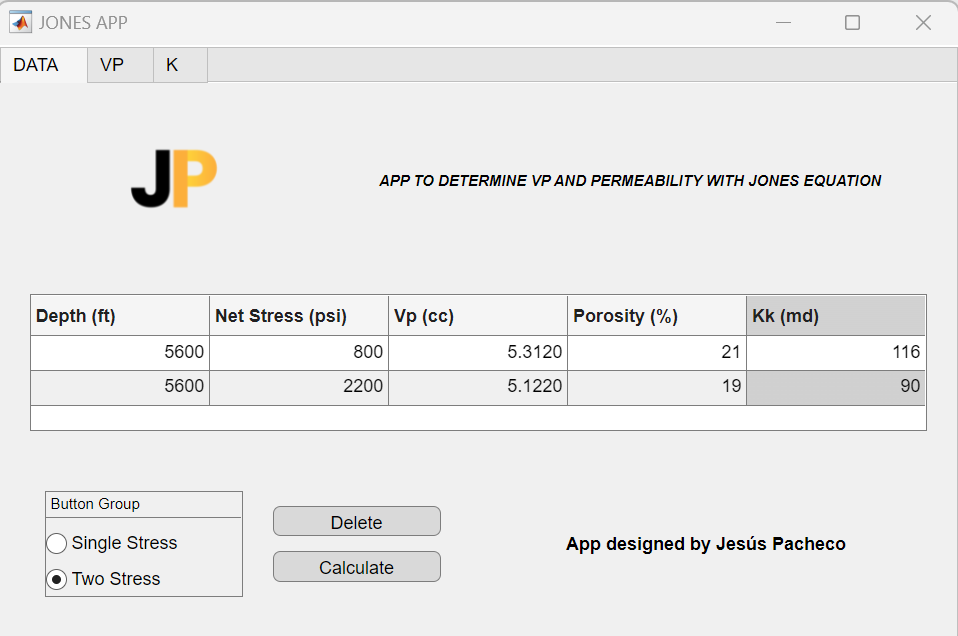 JONES APP
DATA VP K
JP
APP TO DETERMINE VP AND PERMEABILITY WITH JONES EQUATION
Depth (ft) Net Stress (psi) Vp (cc) Porosity (%) Kk (md)
5600 800 5.3120 21 116
5600 2200 5.1220 19 90
Button Group
Single Stress
Two Stress
Delete
Calculate
App designed by Jesús Pacheco